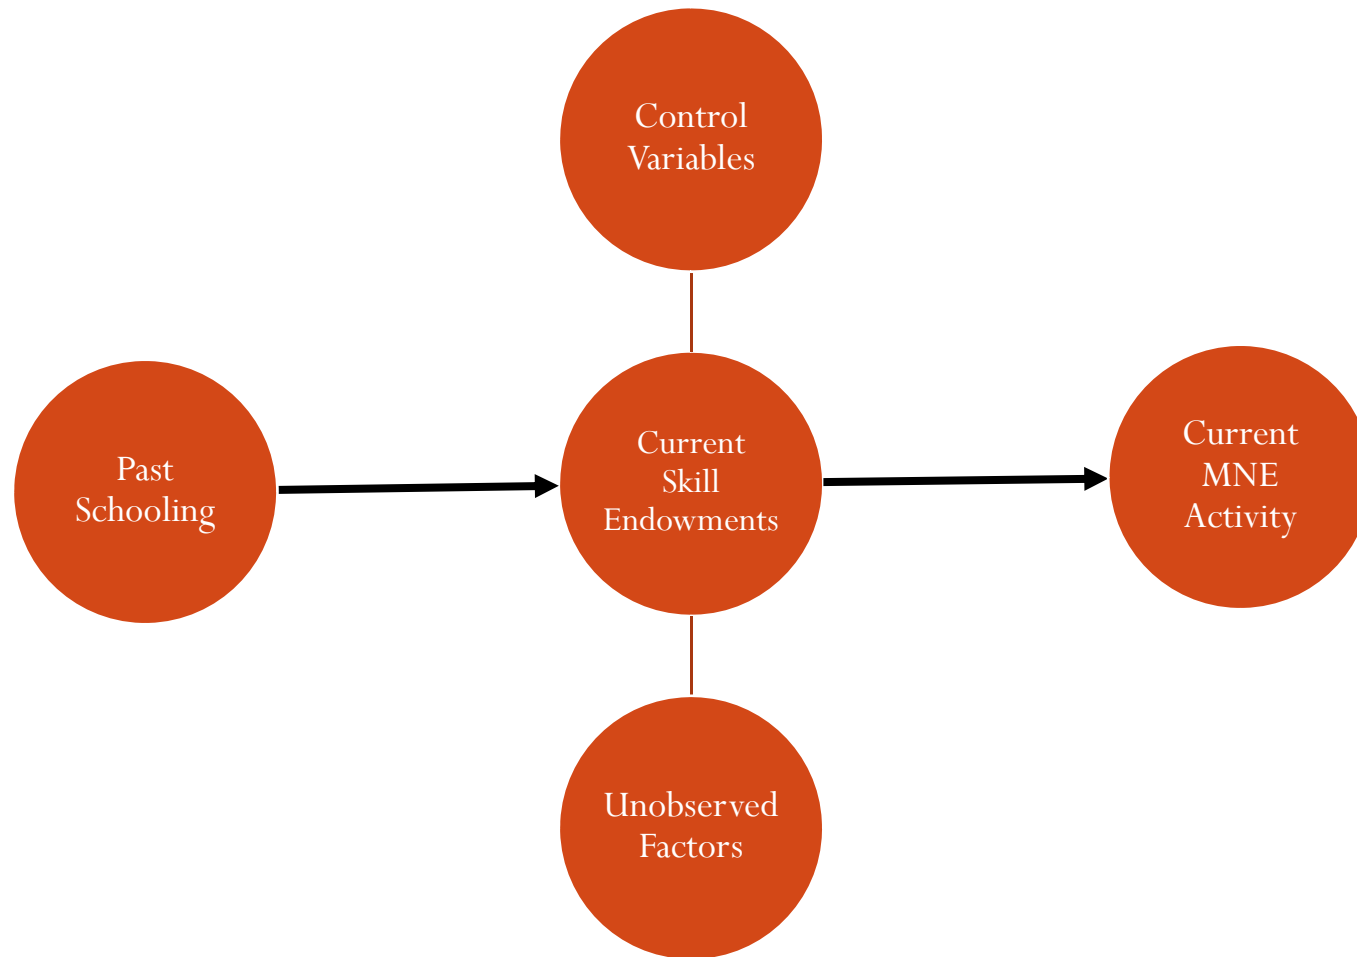 Control
Variables
Past
Schooling
Current
Skill
Endowments
Current
MNE
Activity
Unobserved
Factors